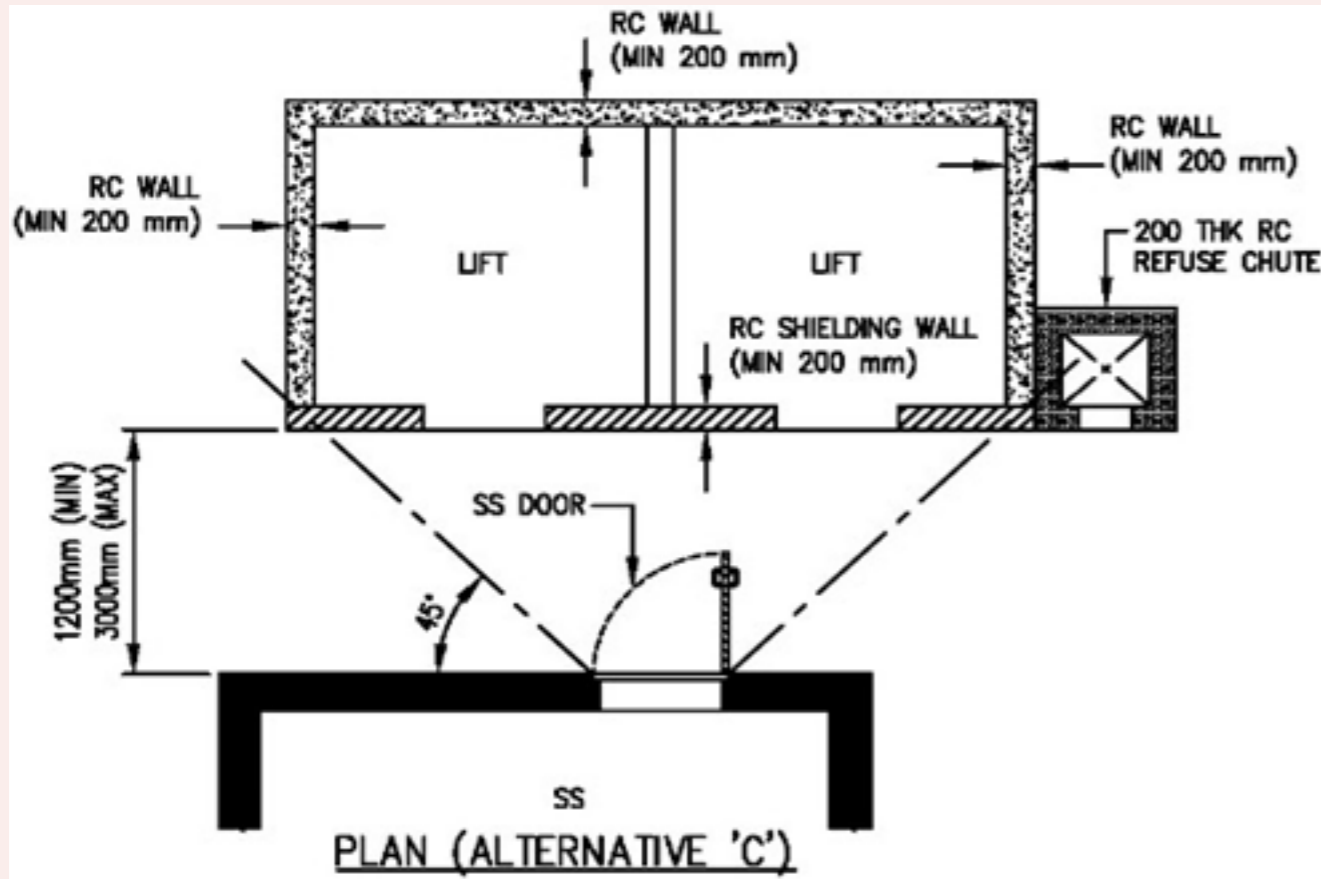 RC WALL
(MIN 200 mm)
RC WALL
(MIN 200 mm)
RC WALL
(MIN 200 mm)
200 THK RC
REFUSE CHUTE
LIFT
LIFT
RC SHIELDING WALL
(MIN 200 mm)
1200mm (MIN)
3000mm (MAX)
SS DOOR
45°
SS
PLAN (ALTERNATIVE 'C')